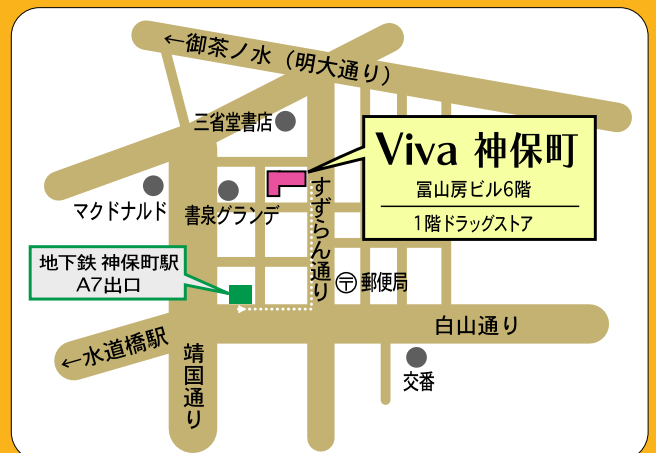 ←御茶ノ水（明大通り）
三省堂書店
Viva 神保町
冨山房ビル6階
1階ドラッグストア
マクドナルド
書泉グランデ
すずらん通り
地下鉄 神保町駅
A7出口
〒郵便局
白山通り
←水道橋駅
靖国通り
交番